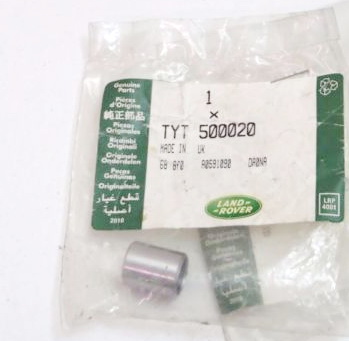 Genuine
Parts
Pièces
d'Origine
純正部品
Piezas
Originales
Ricambi
Originali
Originele
Onderdelen
Peças
Genuínas
Originalteile
قطع غيار
أصلية
2010
1
×
TYT 500020
MADE IN UK
LAND-
-ROVER
LRP